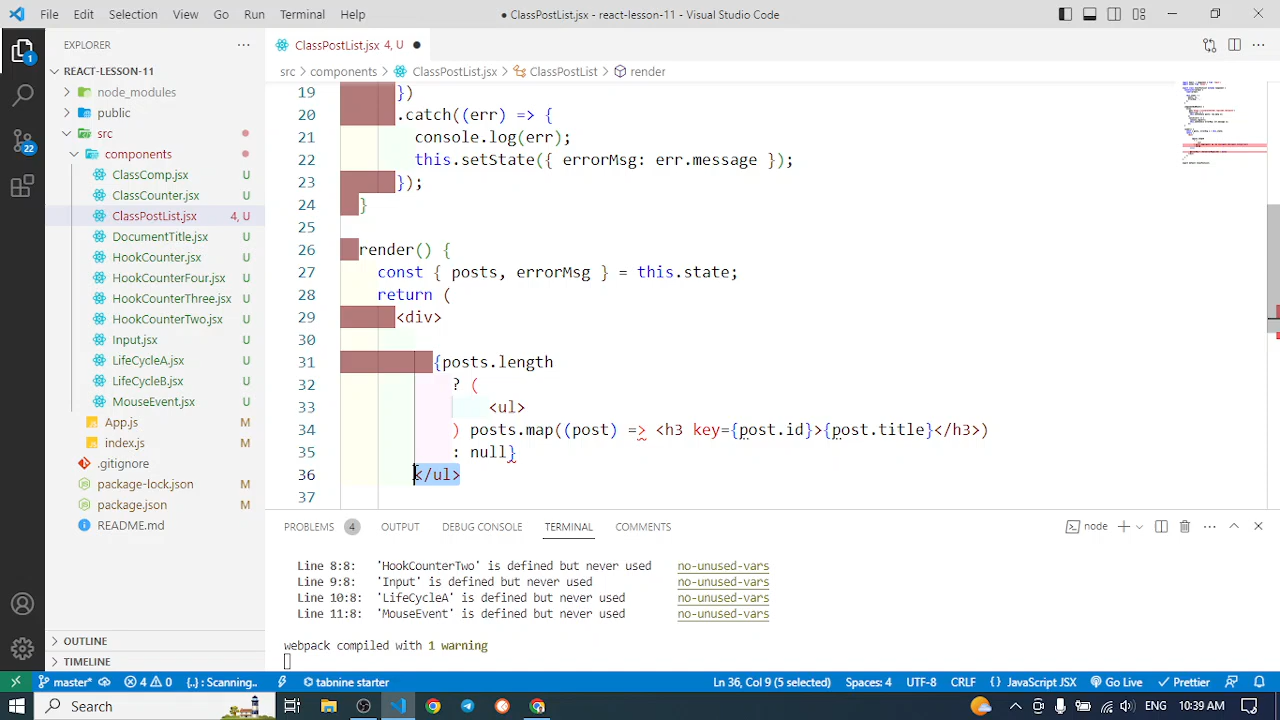 File Edit Selection View Go Run Terminal Help
● ClassPostList.jsx - react-lesson-11 - Visual Studio Code
EXPLORER
ClassPostList.jsx 4, U
REACT-LESSON-11
src > components > ClassPostList.jsx > ClassPostList > render
node_modules
public
src
components
ClassComp.jsx U
ClassCounter.jsx U
ClassPostList.jsx 4, U
DocumentTitle.jsx U
HookCounter.jsx U
HookCounterFour.jsx U
HookCounterThree.jsx U
HookCounterTwo.jsx U
Input.jsx U
LifeCycleA.jsx U
LifeCycleB.jsx U
MouseEvent.jsx U
App.js M
index.js M
.gitignore
package-lock.json M
package.json M
README.md
OUTLINE
TIMELINE
19 })
20 .catch((err) => {
21 console.log(err);
22 this.setState({ errorMsg: err.message });
23 });
24 }
25
26 render() {
27 const { posts, errorMsg } = this.state;
28 return (
29 <div>
30
31 {posts.length
32 ? (
33 <ul>
34 ) posts.map((post) => <h3 key={post.id}>{post.title}</h3>)
35 : null}
36 </ul>
37
PROBLEMS 4 OUTPUT DEBUG CONSOLE TERMINAL COMMENTS
node
Line 8:8: 'HookCounterTwo' is defined but never used no-unused-vars
Line 9:8: 'Input' is defined but never used no-unused-vars
Line 10:8: 'LifeCycleA' is defined but never used no-unused-vars
Line 11:8: 'MouseEvent' is defined but never used no-unused-vars
webpack compiled with 1 warning
master* 4 0 {..} : Scanning.. tabnine starter Ln 36, Col 9 (5 selected) Spaces: 4 UTF-8 CRLF JavaScript JSX Go Live Prettier
Search
ENG 10:39 AM
1
22